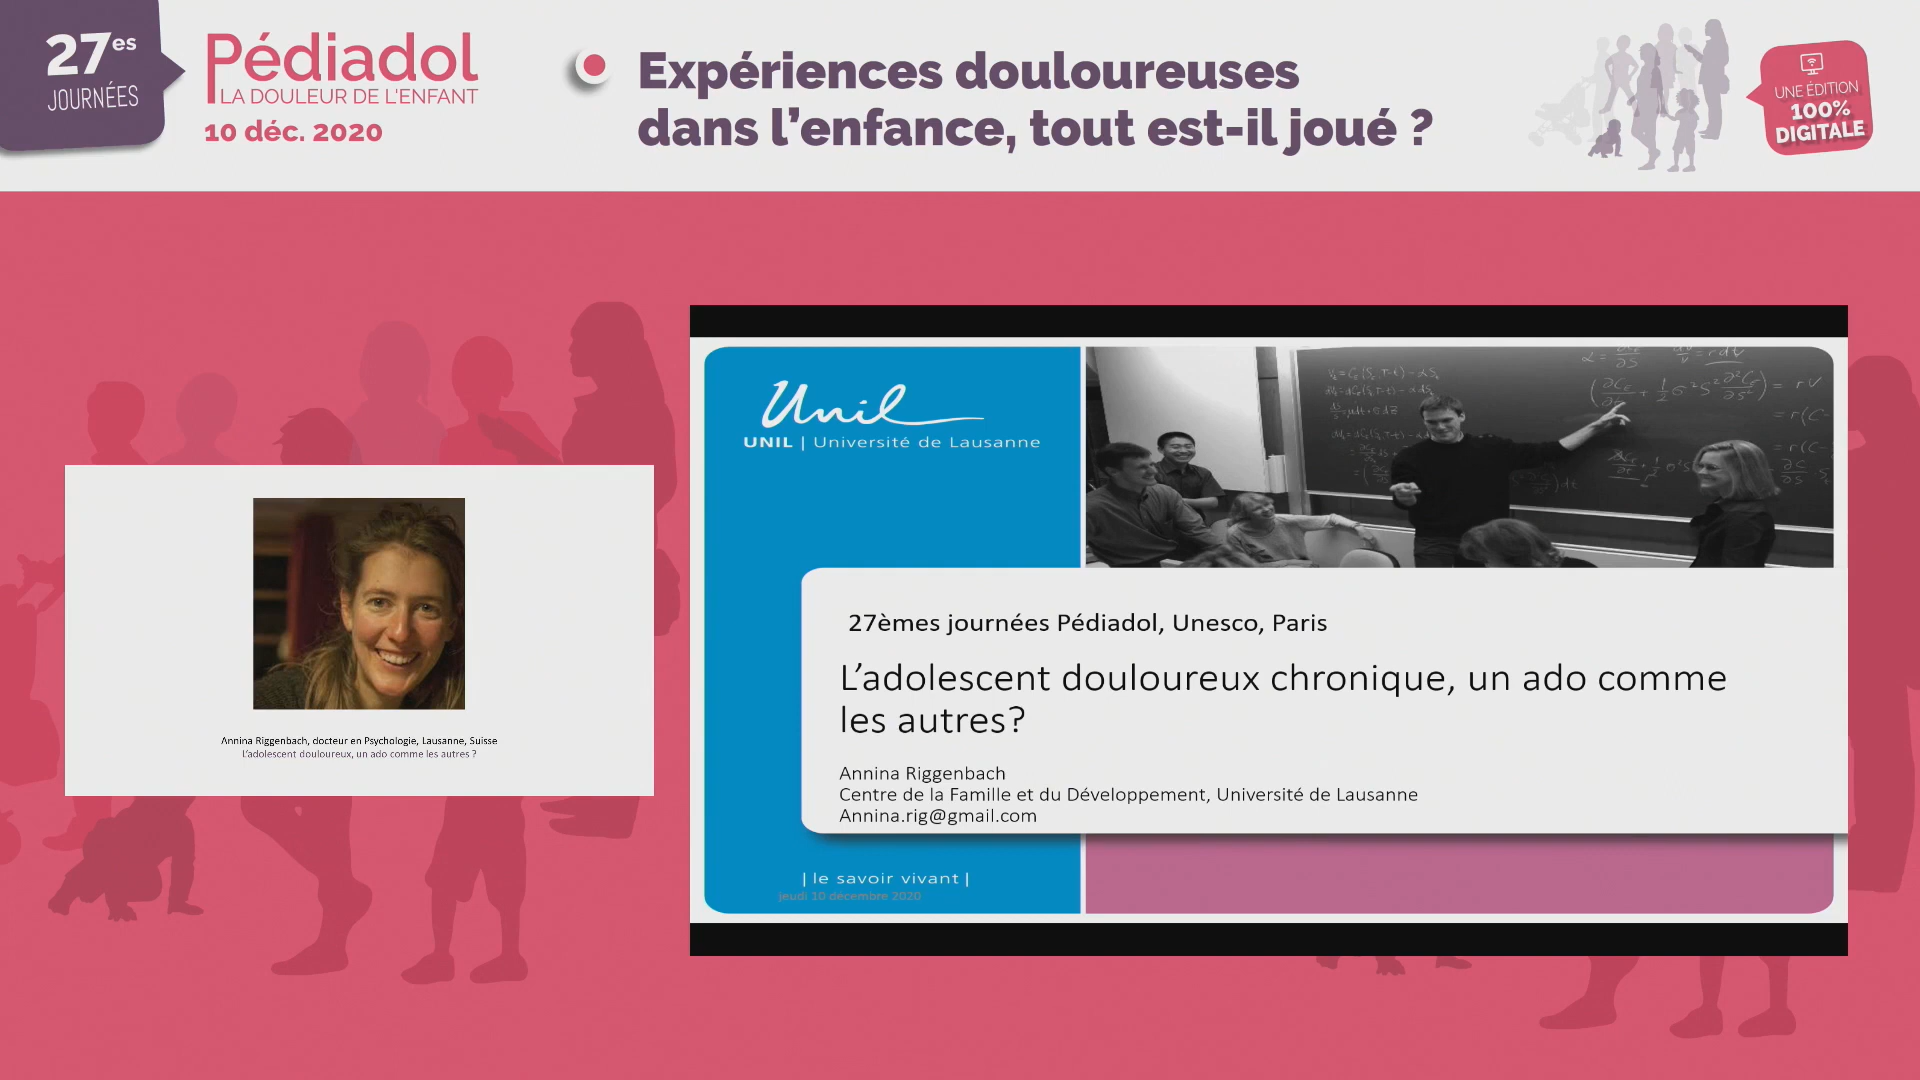 27es
JOURNÉES
Pédiadol
LA DOULEUR DE L'ENFANT
10 déc. 2020
Expériences douloureuses
dans l’enfance, tout est-il joué ?
UNE ÉDITION
100%
DIGITALE
Annina Riggenbach, docteur en Psychologie, Lausanne, Suisse
L’adolescent douloureux, un ado comme les autres ?
Unil
UNIL | Université de Lausanne
27èmes journées Pédiadol, Unesco, Paris
L’adolescent douloureux chronique, un ado comme
les autres?
Annina Riggenbach
Centre de la Famille et du Développement, Université de Lausanne
Annina.rig@gmail.com
| le savoir vivant |
jeudi 10 décembre 2020